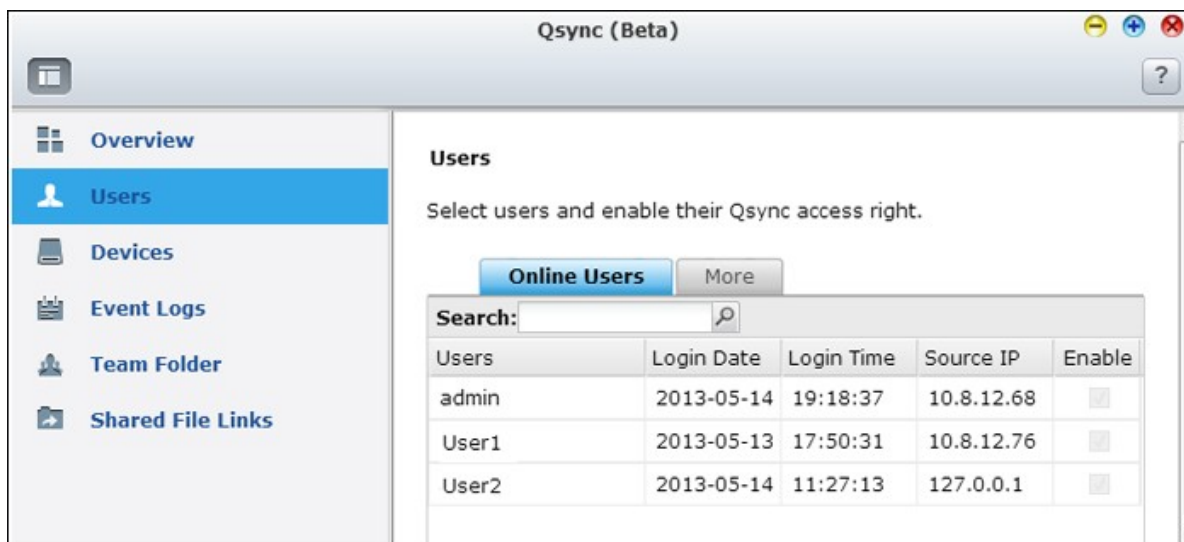 Qsync (Beta)
?
Overview
Users
Devices
Event Logs
Team Folder
Shared File Links
Users
Select users and enable their Qsync access right.
Online Users More
Search:
Users Login Date Login Time Source IP Enable
admin 2013-05-14 19:18:37 10.8.12.68
User1 2013-05-13 17:50:31 10.8.12.76
User2 2013-05-14 11:27:13 127.0.0.1